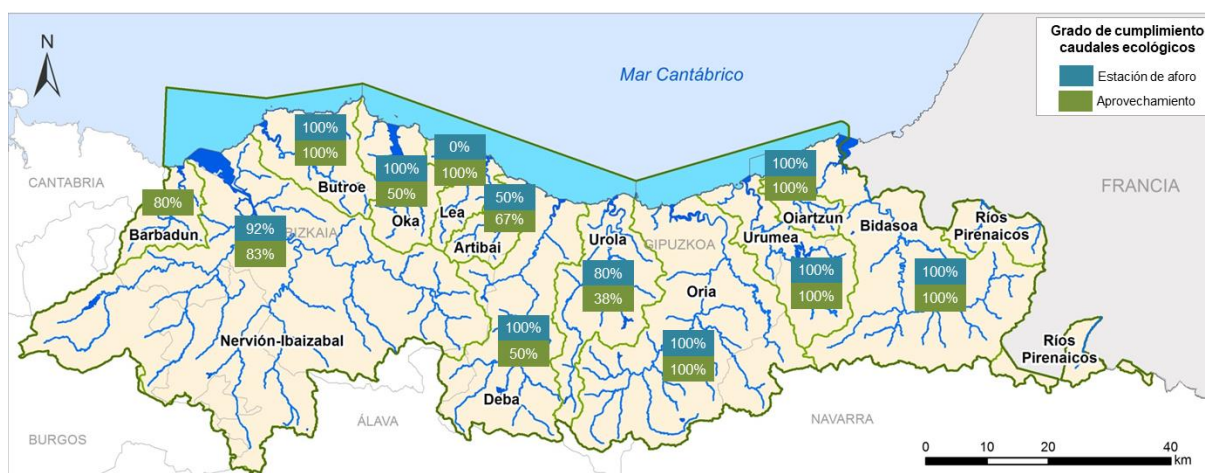 Grado de cumplimiento
caudales ecológicos
Estación de aforo
Aprovechamiento
N
Mar Cantábrico
CANTABRIA
FRANCIA
100%
100%
Butroe
100%
50%
Oka
0%
100%
Lea
50%
67%
Artibai
80%
Barbadun
92%
83%
BIZKAIA
Nervión-Ibaizabal
100%
50%
Deba
Urola
80%
38%
GIPUZKOA
Oria
100%
100%
100%
100%
Oiartzun
Urumea
100%
100%
Bidasoa
100%
100%
Ríos
Pirenaicos
Ríos
Pirenaicos
BURGOS
ÁLAVA
NAVARRA
0 10 20 40
km